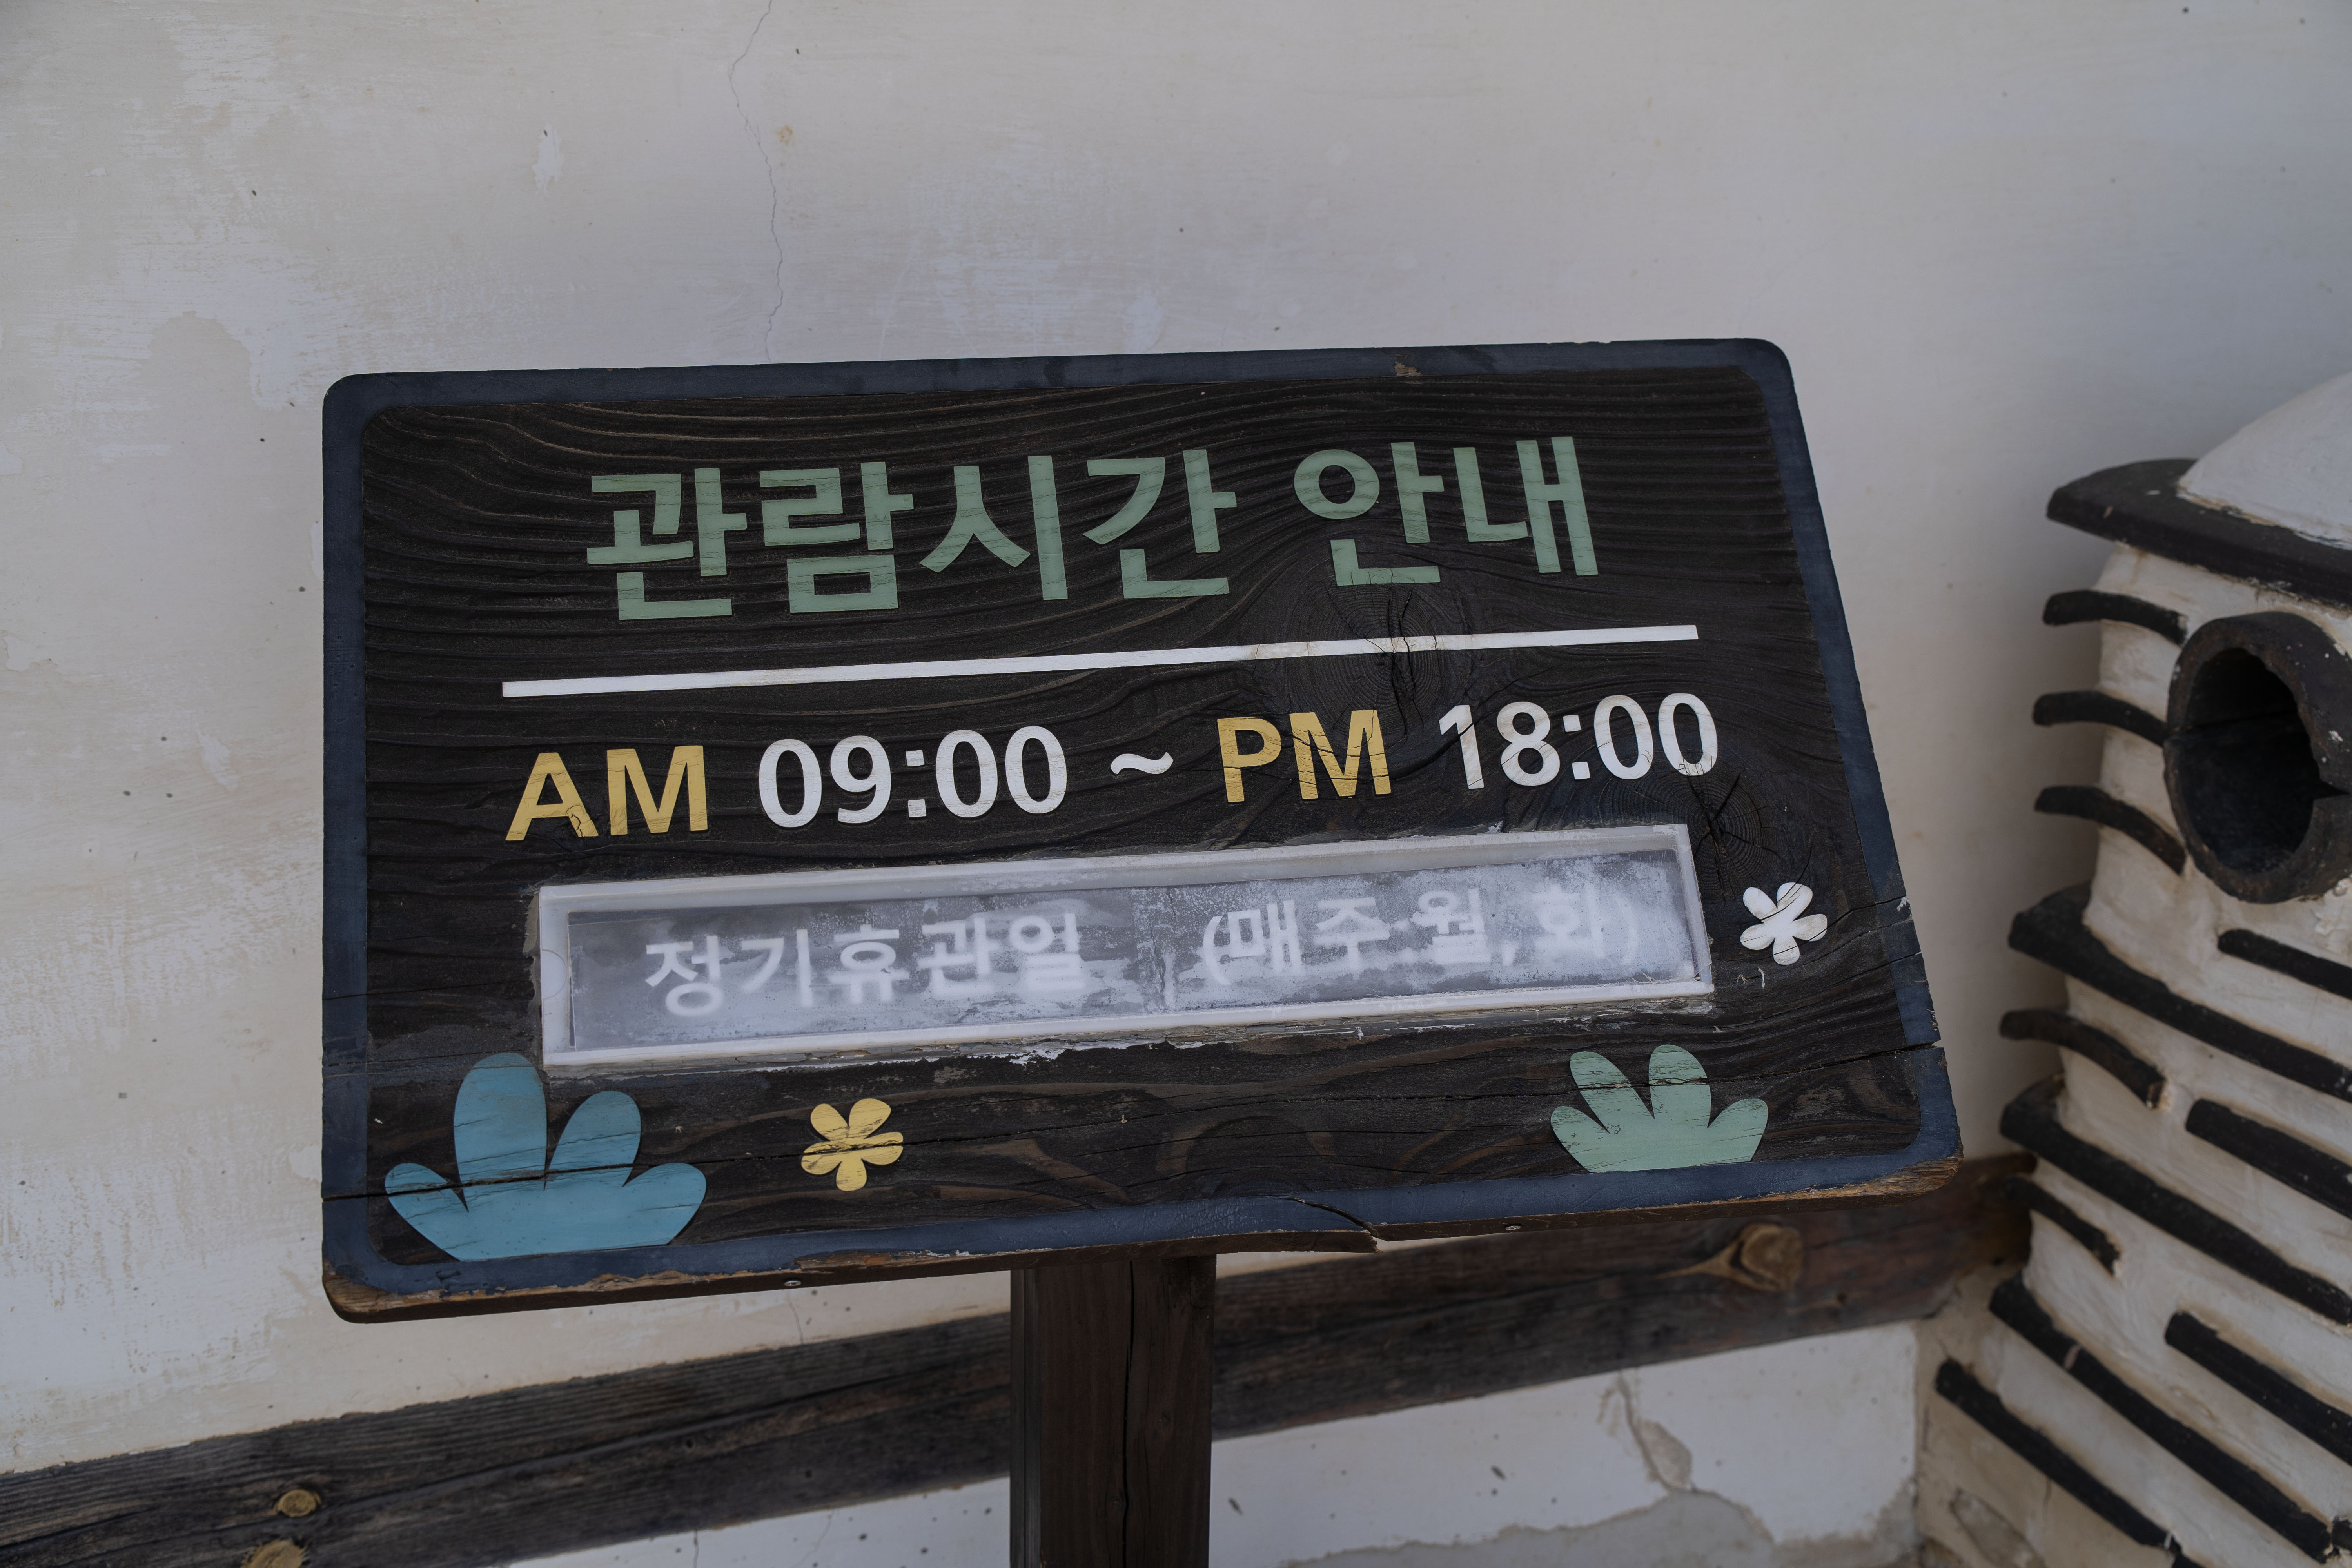 관람시간 안내
AM 09:00 ~ PM 18:00
정기휴관일 (매주 월, 화)